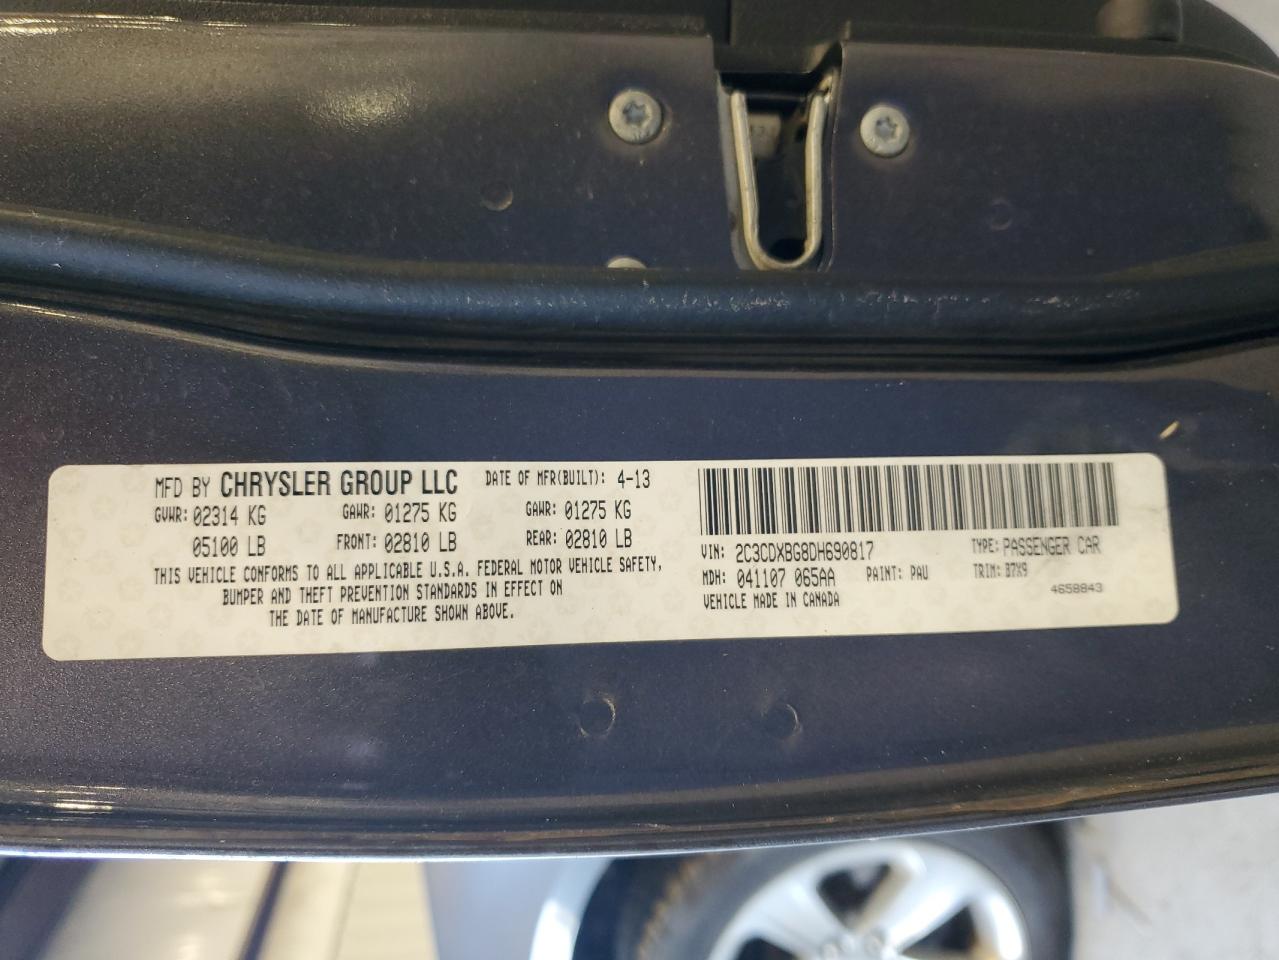 MFD BY CHRYSLER GROUP LLC DATE OF MFR(BUILT): 4-13
GVWR: 02314 KG GAWR: 01275 KG GAWR: 01275 KG
05100 LB FRONT: 02810 LB REAR: 02810 LB
THIS VEHICLE CONFORMS TO ALL APPLICABLE U.S.A. FEDERAL MOTOR VEHICLE SAFETY,
BUMPER AND THEFT PREVENTION STANDARDS IN EFFECT ON
THE DATE OF MANUFACTURE SHOWN ABOVE.
VIN: 2C3CDXBG8DH690817 TYPE: PASSENGER CAR
MDH: 041107 065AA PAINT: PAU TRIM: B7X9
VEHICLE MADE IN CANADA 4658843